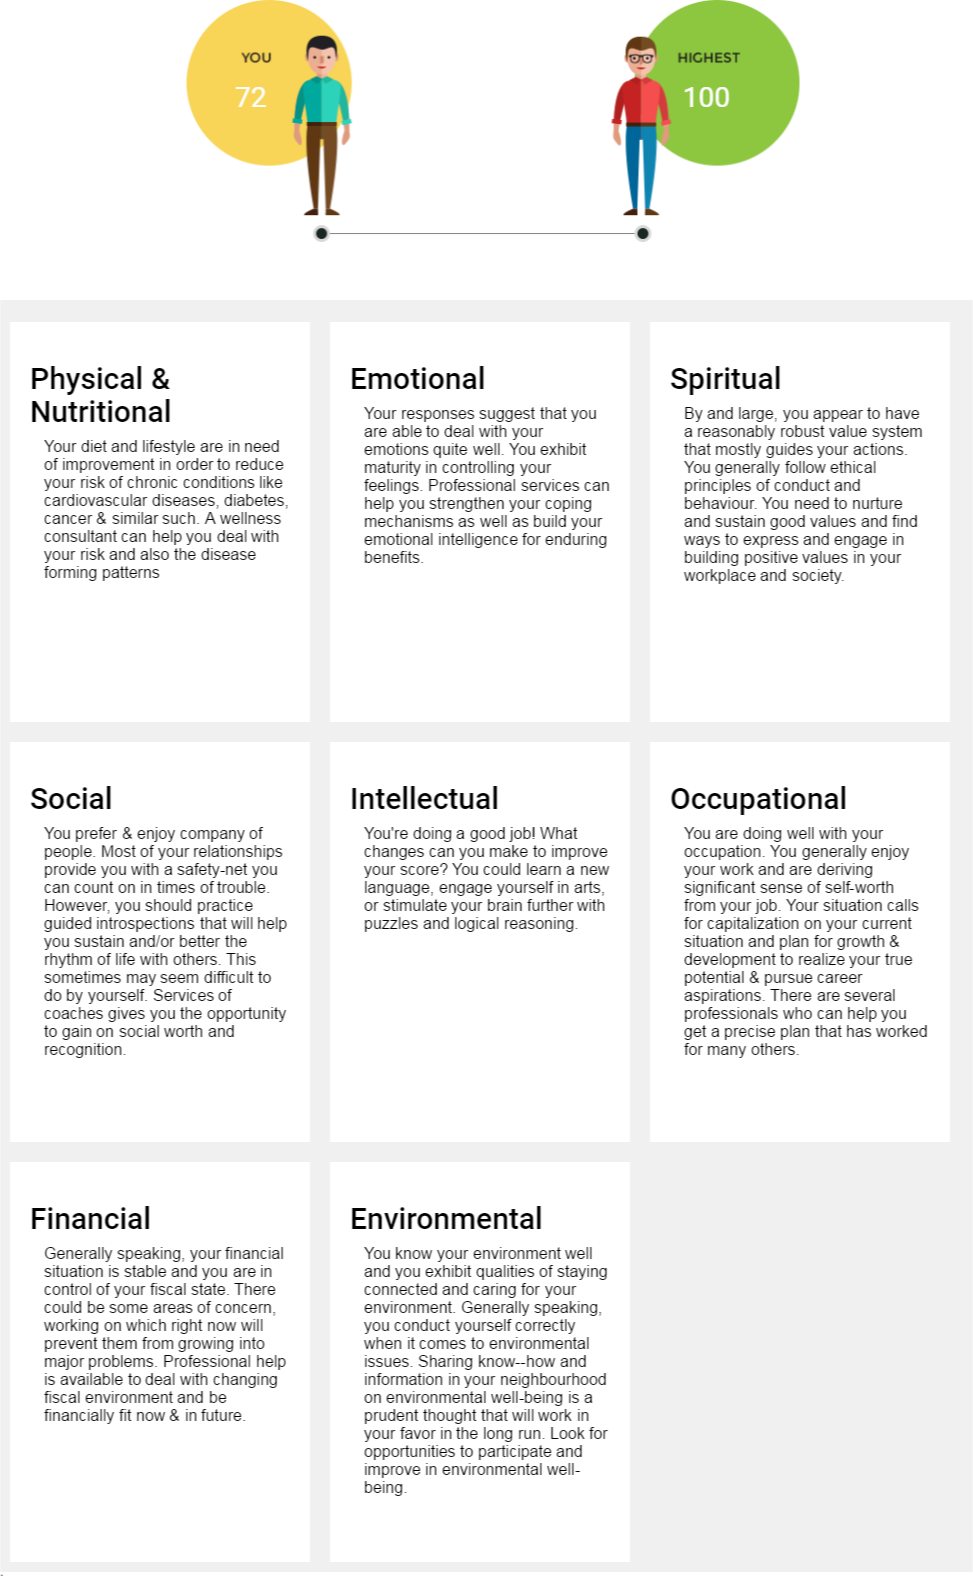 YOU
72
HIGHEST
100
Physical &
Nutritional
Your diet and lifestyle are in need
of improvement in order to reduce
your risk of chronic conditions like
cardiovascular diseases, diabetes,
cancer & similar such. A wellness
consultant can help you deal with
your risk and also the disease
forming patterns
Emotional
Your responses suggest that you
are able to deal with your
emotions quite well. You exhibit
maturity in controlling your
feelings. Professional services can
help you strengthen your coping
mechanisms as well as build your
emotional intelligence for enduring
benefits.
Spiritual
By and large, you appear to have
a reasonably robust value system
that mostly guides your actions.
You generally follow ethical
principles of conduct and
behaviour. You need to nurture
and sustain good values and find
ways to express and engage in
building positive values in your
workplace and society.
Social
You prefer & enjoy company of
people. Most of your relationships
provide you with a safety-net you
can count on in times of trouble.
However, you should practice
guided introspections that will help
you sustain and/or better the
rhythm of life with others. This
sometimes may seem difficult to
do by yourself. Services of
coaches gives you the opportunity
to gain on social worth and
recognition.
Intellectual
You're doing a good job! What
changes can you make to improve
your score? You could learn a new
language, engage yourself in arts,
or stimulate your brain further with
puzzles and logical reasoning.
Occupational
You are doing well with your
occupation. You generally enjoy
your work and are deriving
significant sense of self-worth
from your job. Your situation calls
for capitalization on your current
situation and plan for growth &
development to realize your true
potential & pursue career
aspirations. There are several
professionals who can help you
get a precise plan that has worked
for many others.
Financial
Generally speaking, your financial
situation is stable and you are in
control of your fiscal state. There
could be some areas of concern,
working on which right now will
prevent them from growing into
major problems. Professional help
is available to deal with changing
fiscal environment and be
financially fit now & in future.
Environmental
You know your environment well
and you exhibit qualities of staying
connected and caring for your
environment. Generally speaking,
you conduct yourself correctly
when it comes to environmental
issues. Sharing know--how and
information in your neighbourhood
on environmental well-being is a
prudent thought that will work in
your favor in the long run. Look for
opportunities to participate and
improve in environmental well-
being.